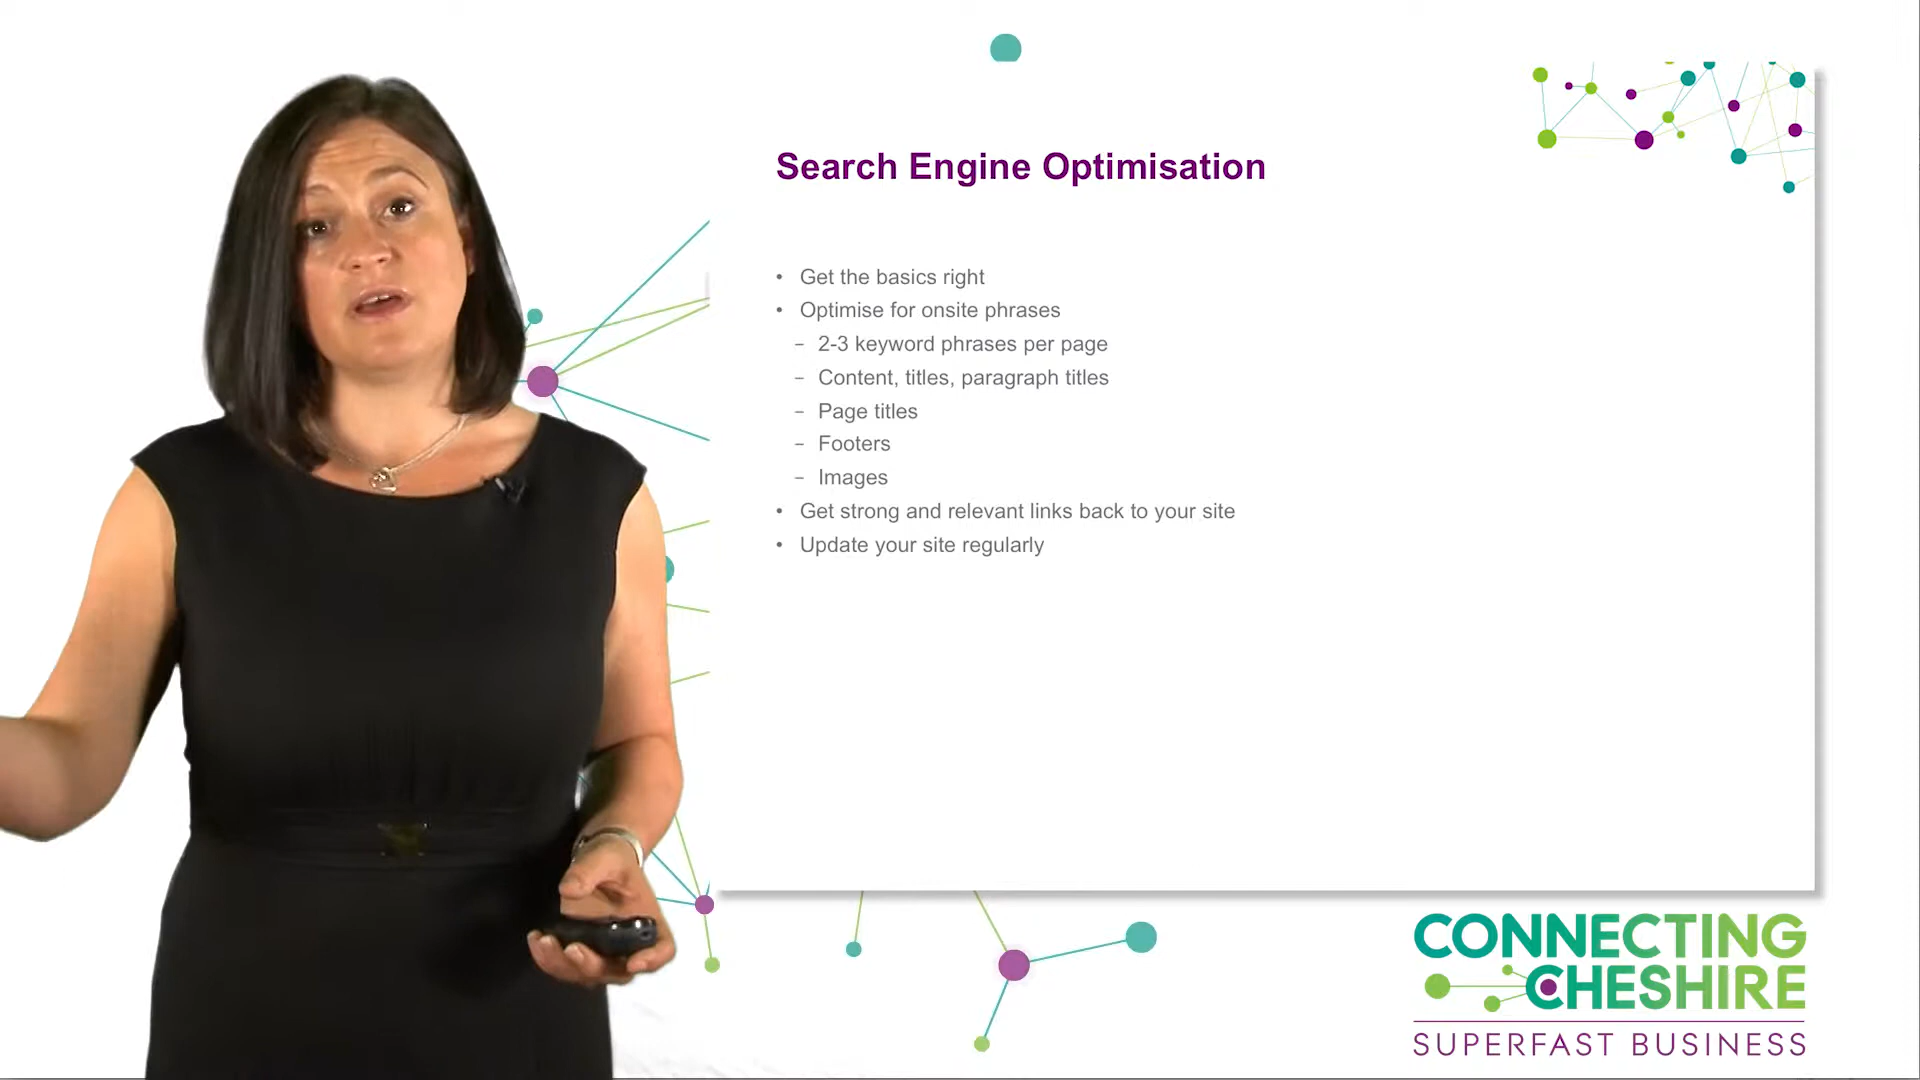 Search Engine Optimisation
• Get the basics right
• Optimise for onsite phrases
– 2-3 keyword phrases per page
– Content, titles, paragraph titles
– Page titles
– Footers
– Images
• Get strong and relevant links back to your site
• Update your site regularly
CONNECTING
CHESHIRE
SUPERFAST BUSINESS